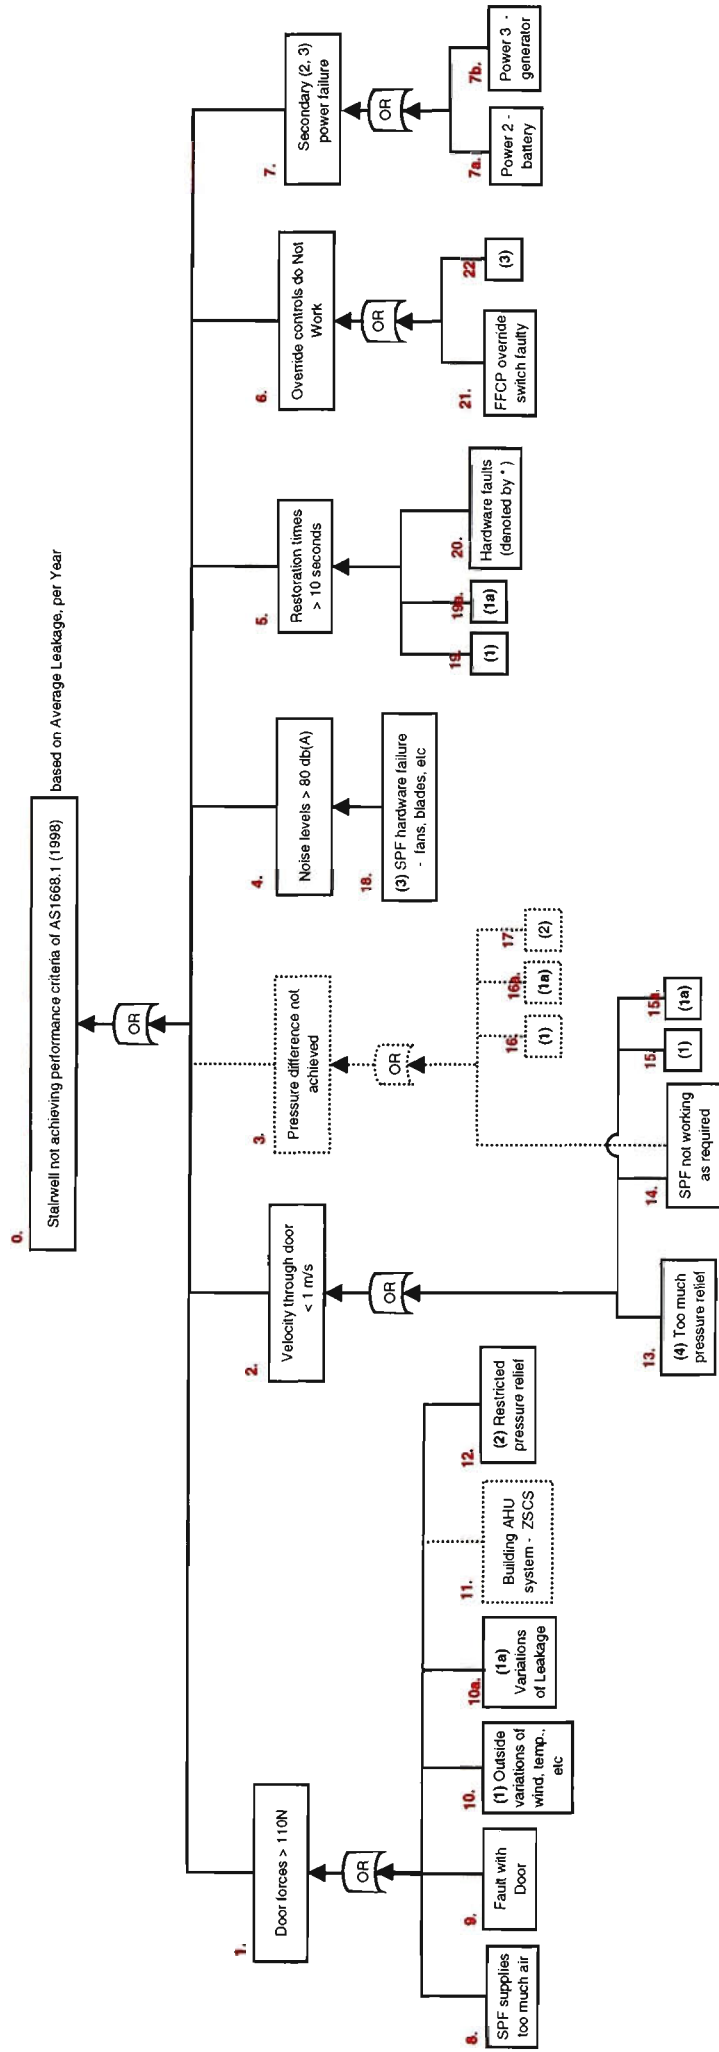 0.
Stairwell not achieving performance criteria of AS1668.1 (1998)
based on Average Leakage, per Year
OR
1.
Door forces > 110N
OR
8.
SPF supplies
too much air
9.
Fault with
Door
10.
(1) Outside
variations of
wind, temp.,
etc
10a.
(1a)
Variations
of Leakage
11.
Building AHU
system - ZSCS
12.
(2) Restricted
pressure relief
2.
Velocity through door
< 1 m/s
OR
13.
(4) Too much
pressure relief
14.
SPF not working
as required
15.
(1)
15a.
(1a)
3.
Pressure difference not
achieved
OR
16.
(1)
16a.
(1a)
17.
(2)
4.
Noise levels > 80 db(A)
18.
(3) SPF hardware failure
- fans, blades, etc
5.
Restoration times
> 10 seconds
19.
(1)
19a.
(1a)
20.
Hardware faults
(denoted by * )
6.
Override controls do Not
Work
OR
21.
FFCP override
switch faulty
22.
(3)
7.
Secondary (2, 3)
power failure
OR
7a.
Power 2 -
battery
7b.
Power 3 -
generator